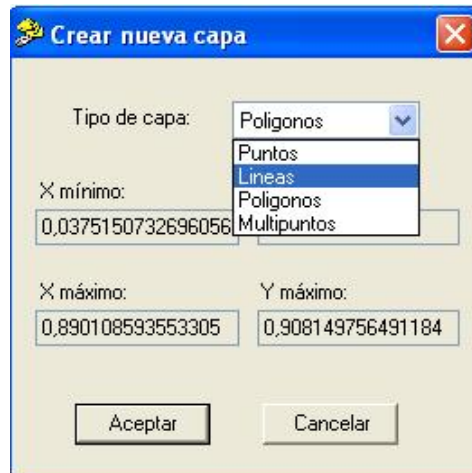 Crear nueva capa
Tipo de capa: Poligonos
Puntos
Lineas
Poligonos
Multipuntos
X mínimo:
0,0375150732696056
X máximo: Y máximo:
0,890108593553305 0,908149756491184
Aceptar Cancelar